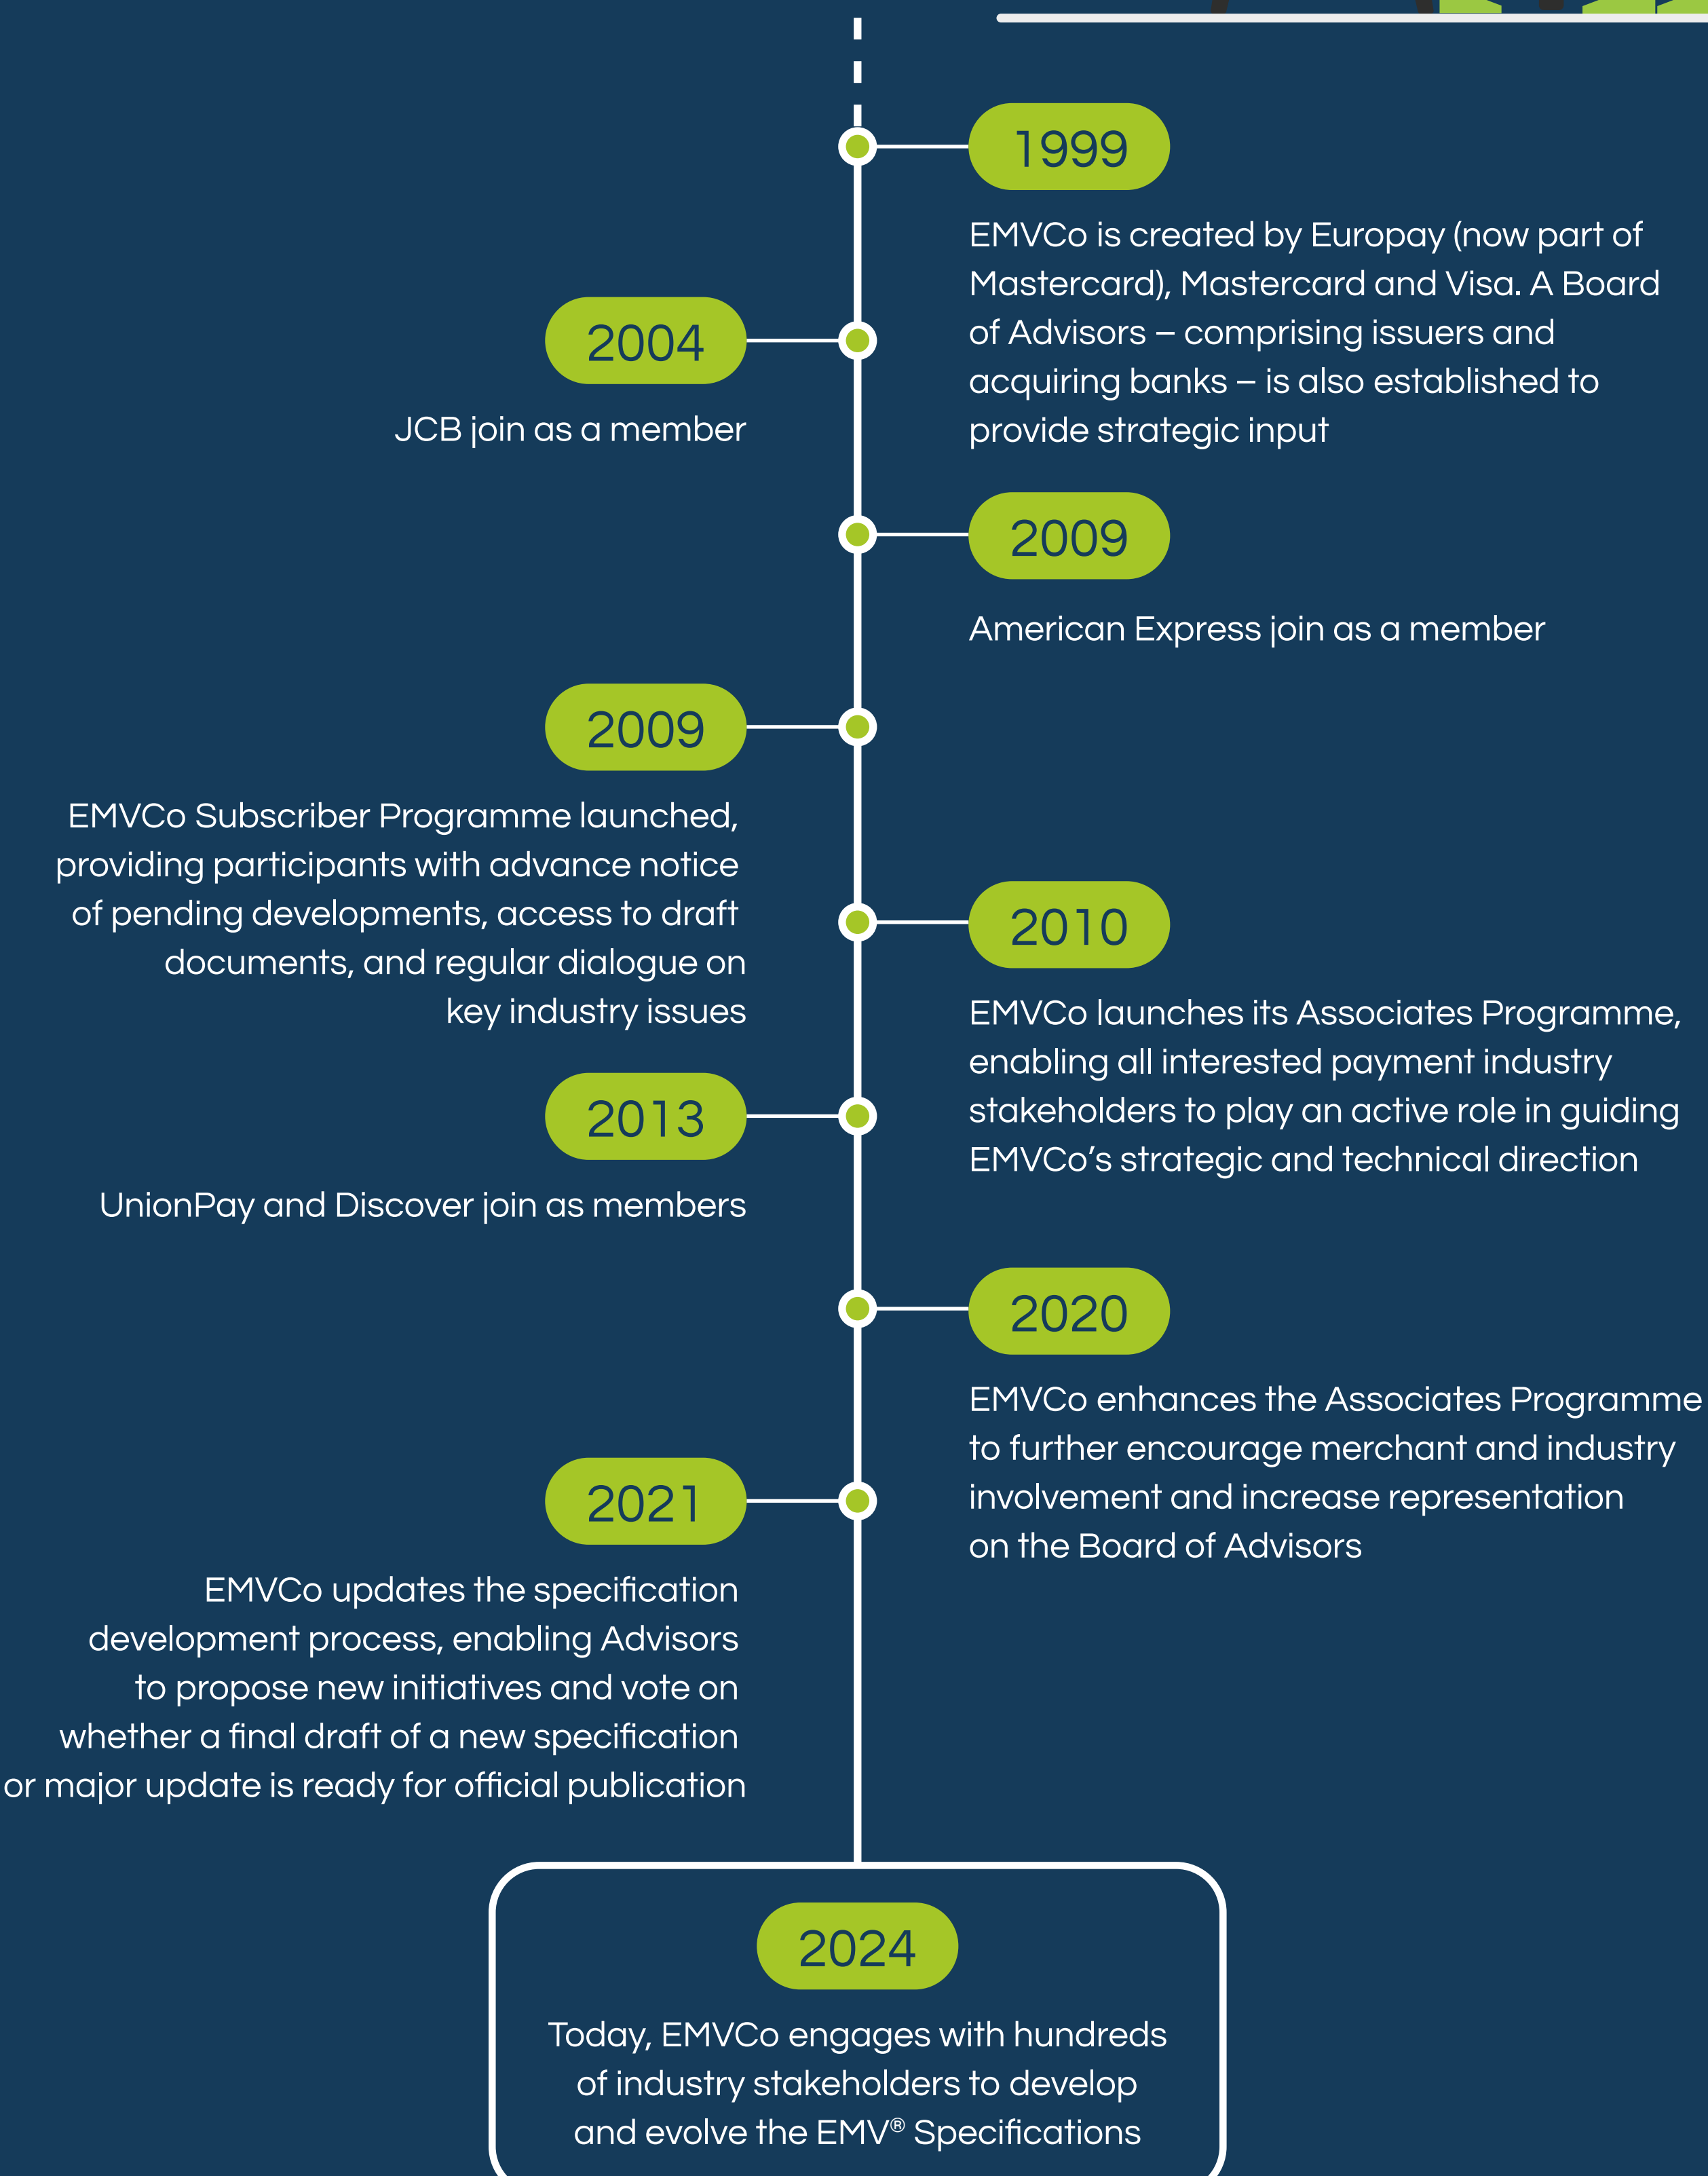 1999
EMVCo is created by Europay (now part of
Mastercard), Mastercard and Visa. A Board
of Advisors – comprising issuers and
acquiring banks – is also established to
provide strategic input
2004
JCB join as a member
2009
American Express join as a member
2009
EMVCo Subscriber Programme launched,
providing participants with advance notice
of pending developments, access to draft
documents, and regular dialogue on
key industry issues
2010
EMVCo launches its Associates Programme,
enabling all interested payment industry
stakeholders to play an active role in guiding
EMVCo’s strategic and technical direction
2013
UnionPay and Discover join as members
2020
EMVCo enhances the Associates Programme
to further encourage merchant and industry
involvement and increase representation
on the Board of Advisors
2021
EMVCo updates the specification
development process, enabling Advisors
to propose new initiatives and vote on
whether a final draft of a new specification
or major update is ready for official publication
2024
Today, EMVCo engages with hundreds
of industry stakeholders to develop
and evolve the EMV® Specifications